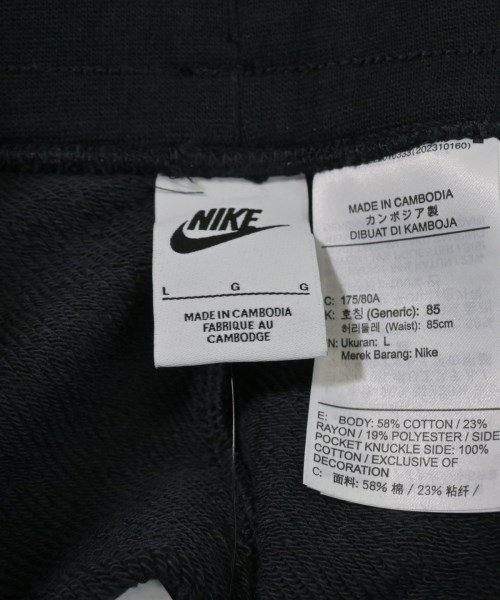 NIKE
L G G
MADE IN CAMBODIA
FABRIQUÉ AU
CAMBODGE
(202310160)
MADE IN CAMBODIA
カンボジア製
DIBUAT DI KAMBOJA
C: 175/80A
K: 호칭 (Generic): 85
허리둘레 (Waist): 85cm
N: Ukuran: L
Merek Barang: Nike
E: BODY: 58% COTTON / 23%
RAYON / 19% POLYESTER / SIDE
POCKET KNUCKLE SIDE: 100%
COTTON / EXCLUSIVE OF
DECORATION
C: 面料: 58% 棉 / 23% 粘纤 /